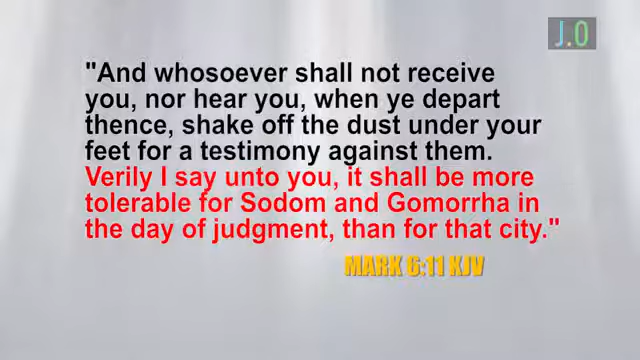 J.O
"And whosoever shall not receive
you, nor hear you, when ye depart
thence, shake off the dust under your
feet for a testimony against them.
Verily I say unto you, it shall be more
tolerable for Sodom and Gomorrha in
the day of judgment, than for that city."
MARK 6:11 KJV